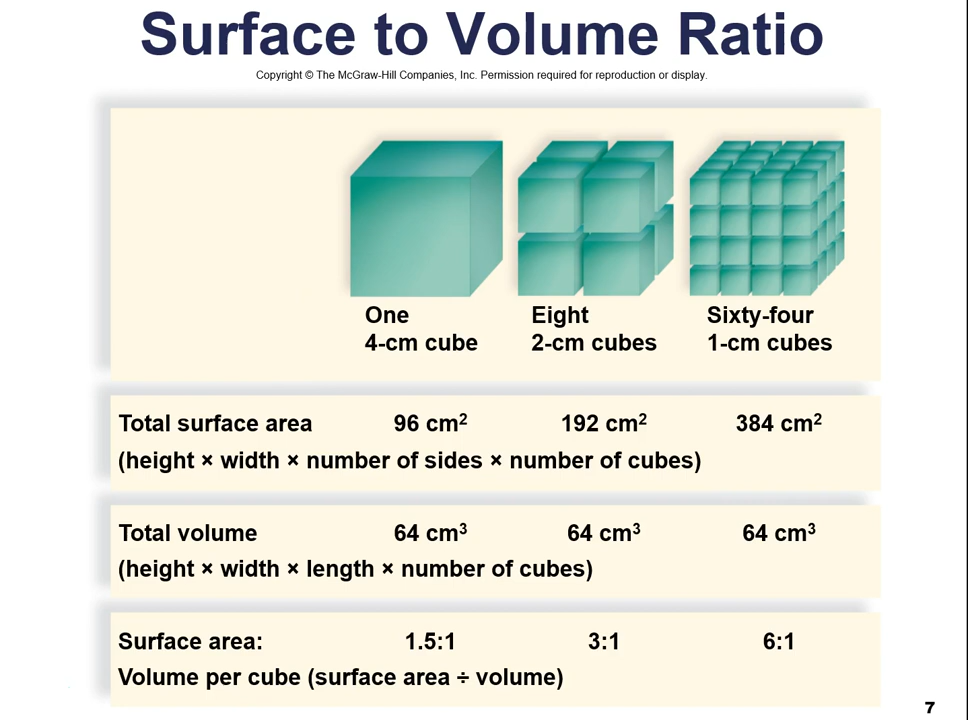 Surface to Volume Ratio
Copyright © The McGraw-Hill Companies, Inc. Permission required for reproduction or display.
One Eight Sixty-four
4-cm cube 2-cm cubes 1-cm cubes
Total surface area 96 cm² 192 cm² 384 cm²
(height × width × number of sides × number of cubes)
Total volume 64 cm³ 64 cm³ 64 cm³
(height × width × length × number of cubes)
Surface area: 1.5:1 3:1 6:1
Volume per cube (surface area ÷ volume)
7